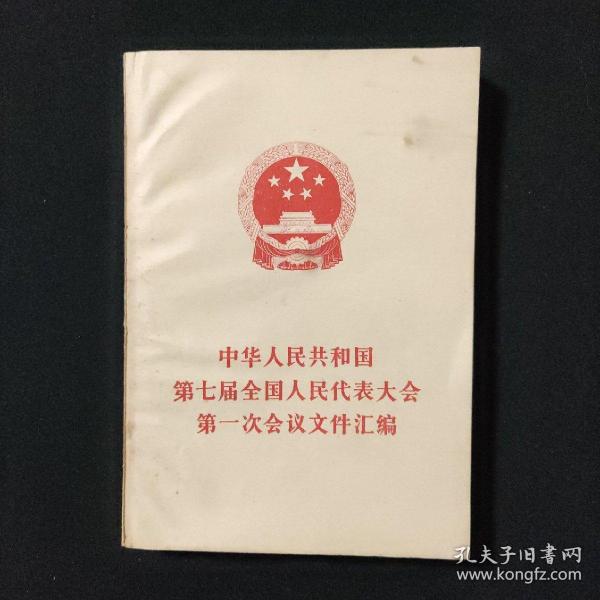 中华人民共和国
第七届全国人民代表大会
第一次会议文件汇编
孔夫子旧書网
www.kongfz.com